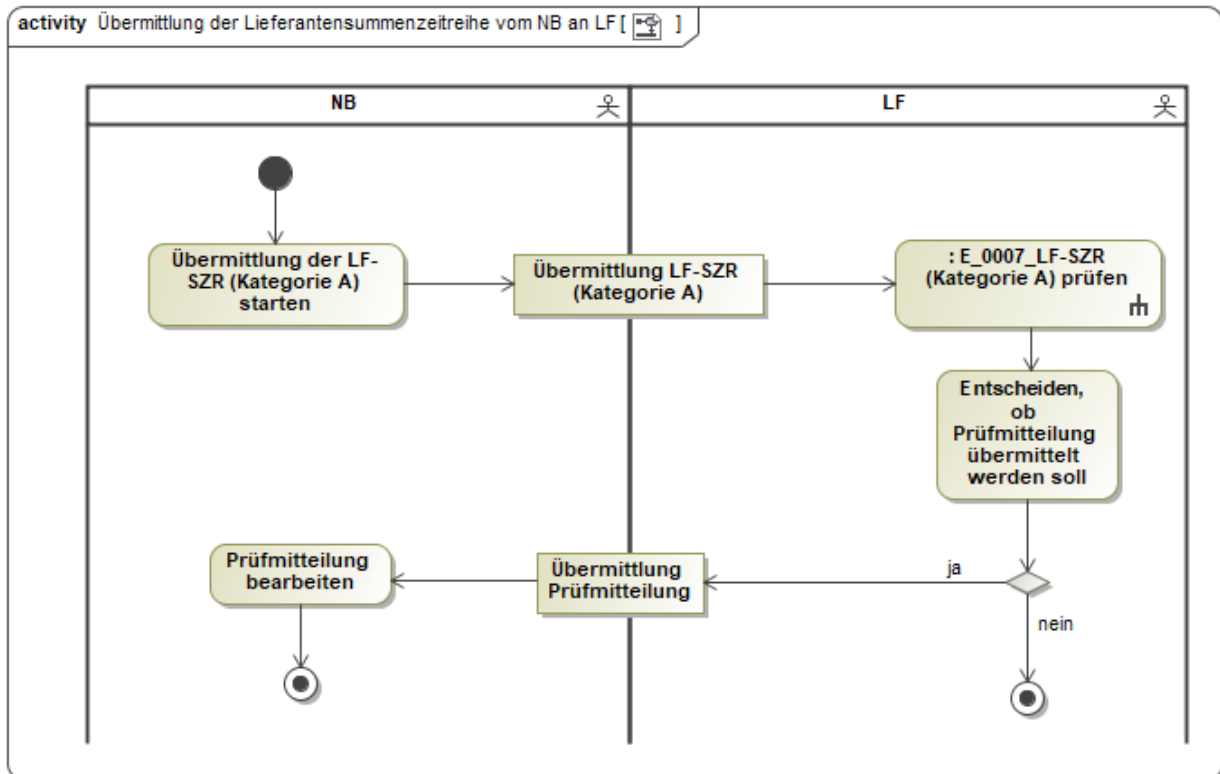 activity Übermittlung der Lieferantensummenzeitreihe vom NB an LF [ ]
NB
LF
Übermittlung der LF-
SZR (Kategorie A)
starten
Übermittlung LF-SZR
(Kategorie A)
: E_0007_LF-SZR
(Kategorie A) prüfen
Entscheiden,
ob
Prüfmitteilung
übermittelt
werden soll
Prüfmitteilung
bearbeiten
Übermittlung
Prüfmitteilung
ja
nein